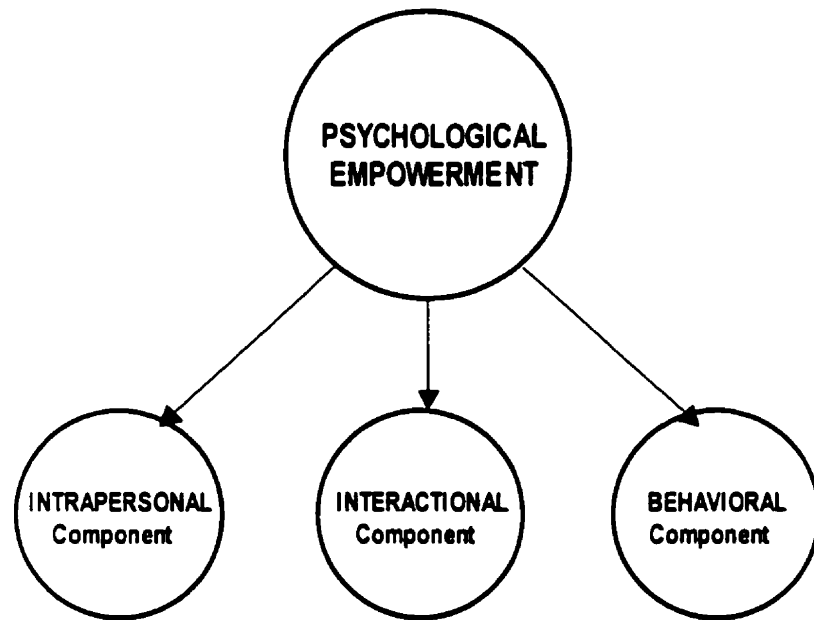 PSYCHOLOGICAL
EMPOWERMENT
INTRAPERSONAL
Component
INTERACTIONAL
Component
BEHAVIORAL
Component